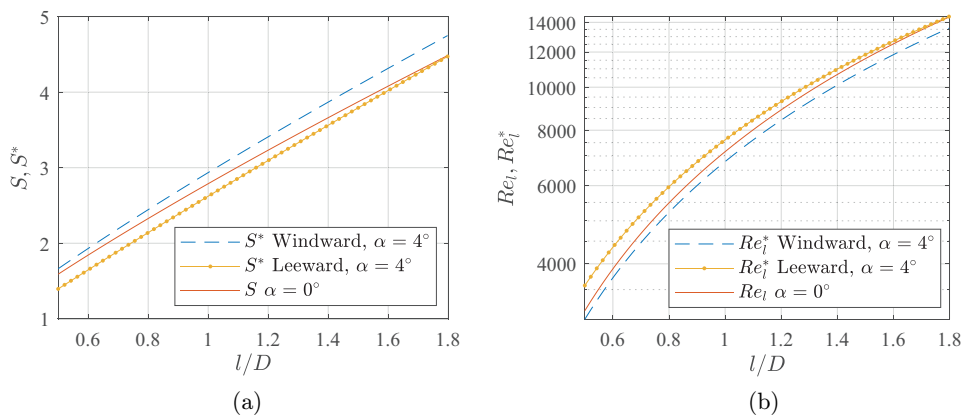 5
4
3
2
1
S, S*
0.6 0.8 1 1.2 1.4 1.6 1.8
l/D
S* Windward, α = 4°
S* Leeward, α = 4°
S α = 0°
(a)
14000
12000
10000
8000
6000
4000
Re_l, Re_l^*
0.6 0.8 1 1.2 1.4 1.6 1.8
l/D
Re_l^* Windward, α = 4°
Re_l^* Leeward, α = 4°
Re_l α = 0°
(b)